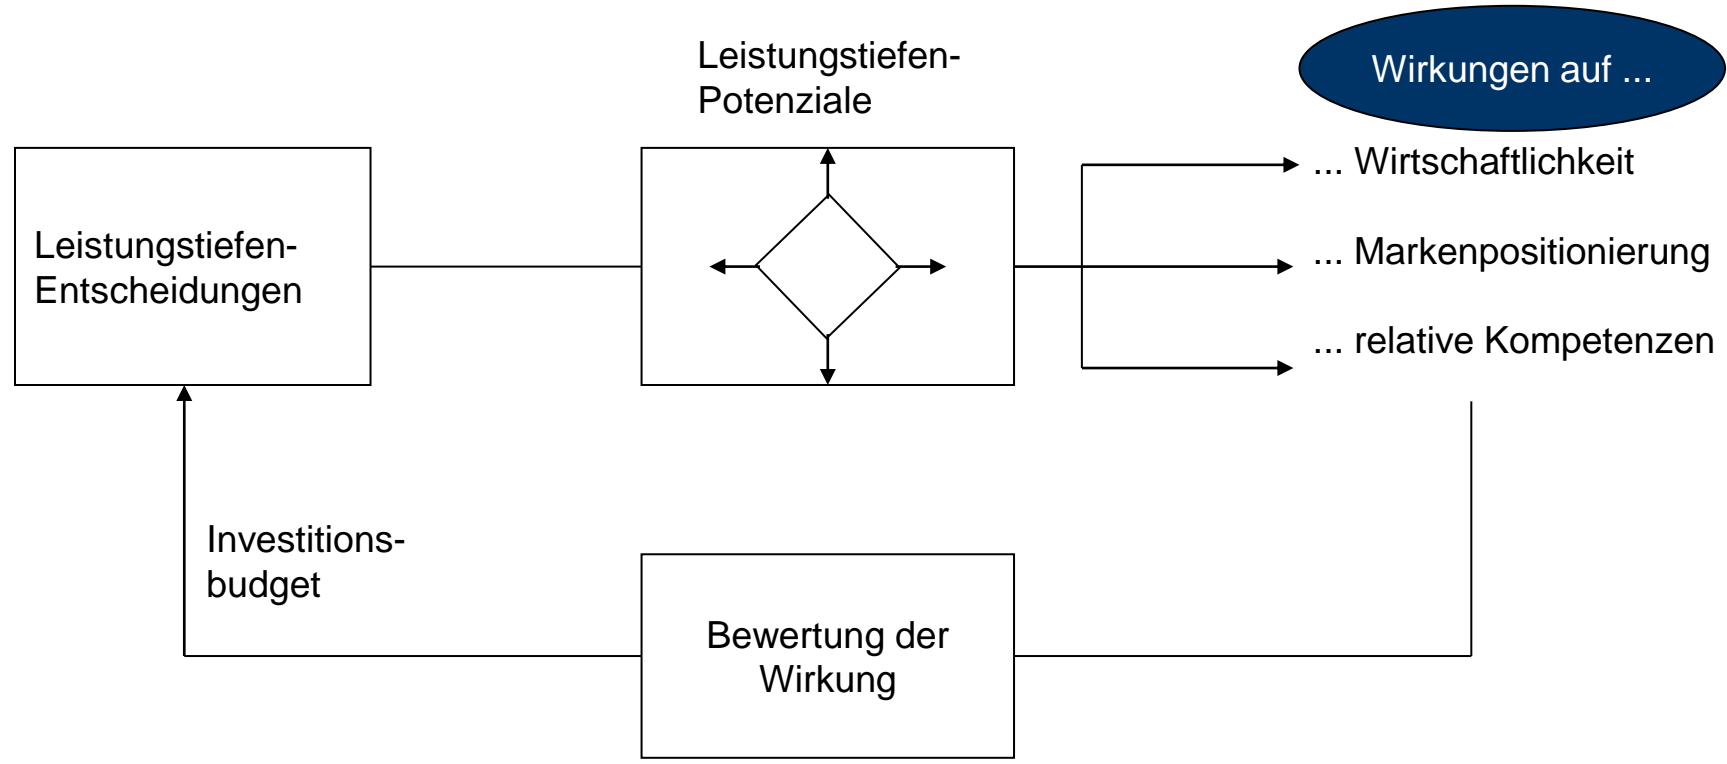 Leistungstiefen-
Potenziale
Wirkungen auf ...
Leistungstiefen-
Entscheidungen
... Wirtschaftlichkeit
... Markenpositionierung
... relative Kompetenzen
Investitions-
budget
Bewertung der
Wirkung